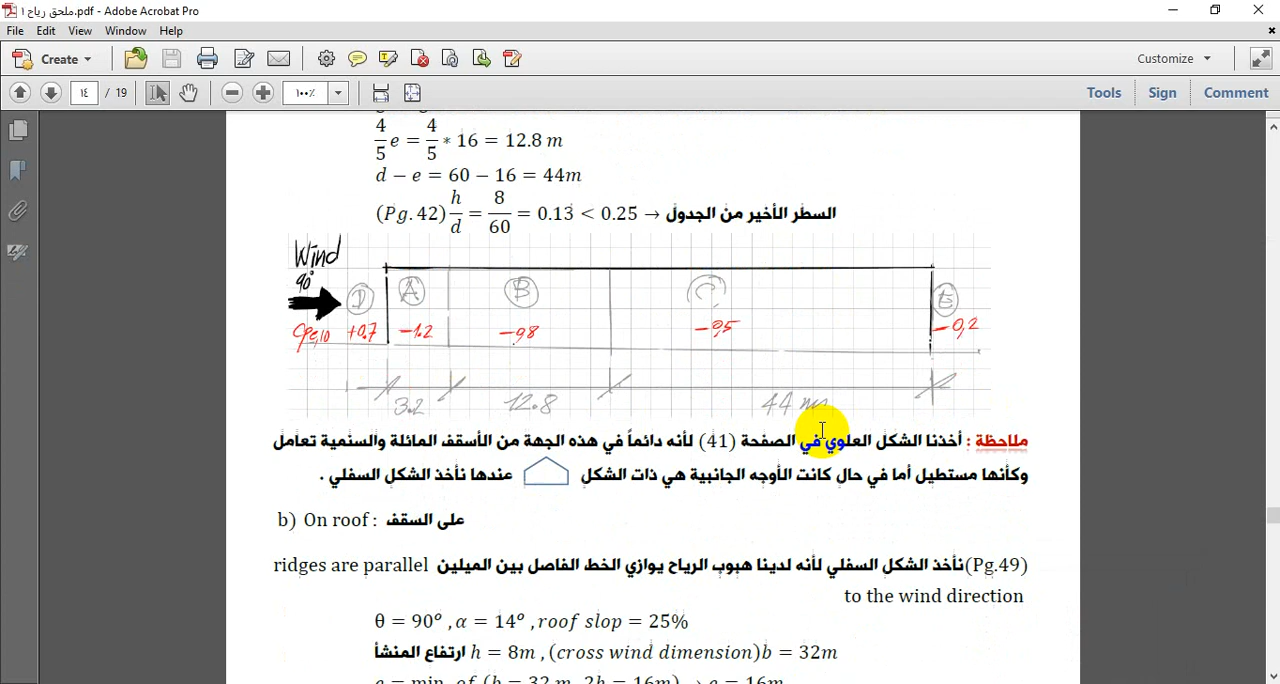 ملحق رياح ١.pdf - Adobe Acrobat Pro
File Edit View Window Help
Create Customize
١٤ / 19 ١٠٠٪ Tools Sign Comment
4/5 e = 4/5 * 16 = 12.8 m
d − e = 60 − 16 = 44m
(Pg. 42) h/d = 8/60 = 0.13 < 0.25 → السطر الأخير من الجدول
Wind
90°
D A B C E
Cpe,10 +0.7 -1.2 -0,8 -0,5 -0,2
3.2 12.8 44 m
ملاحظة : أخذنا الشكل العلوي في الصفحة (41) لأنه دائماً في هذه الجهة من الأسقف المائلة والسنمية تعامل
وكأنها مستطيل أما في حال كانت الأوجه الجانبية هي ذات الشكل عندها نأخذ الشكل السفلي .
b) On roof : على السقف
(Pg.49) نأخذ الشكل السفلي لأنه لدينا هبوب الرياح يوازي الخط الفاصل بين الميلين ridges are parallel
to the wind direction
θ = 90° , α = 14° , roof slop = 25%
ارتفاع المنشأ h = 8m , (cross wind dimension)b = 32m
e = min of (b = 32 m, 2h = 16m) → e = 16m